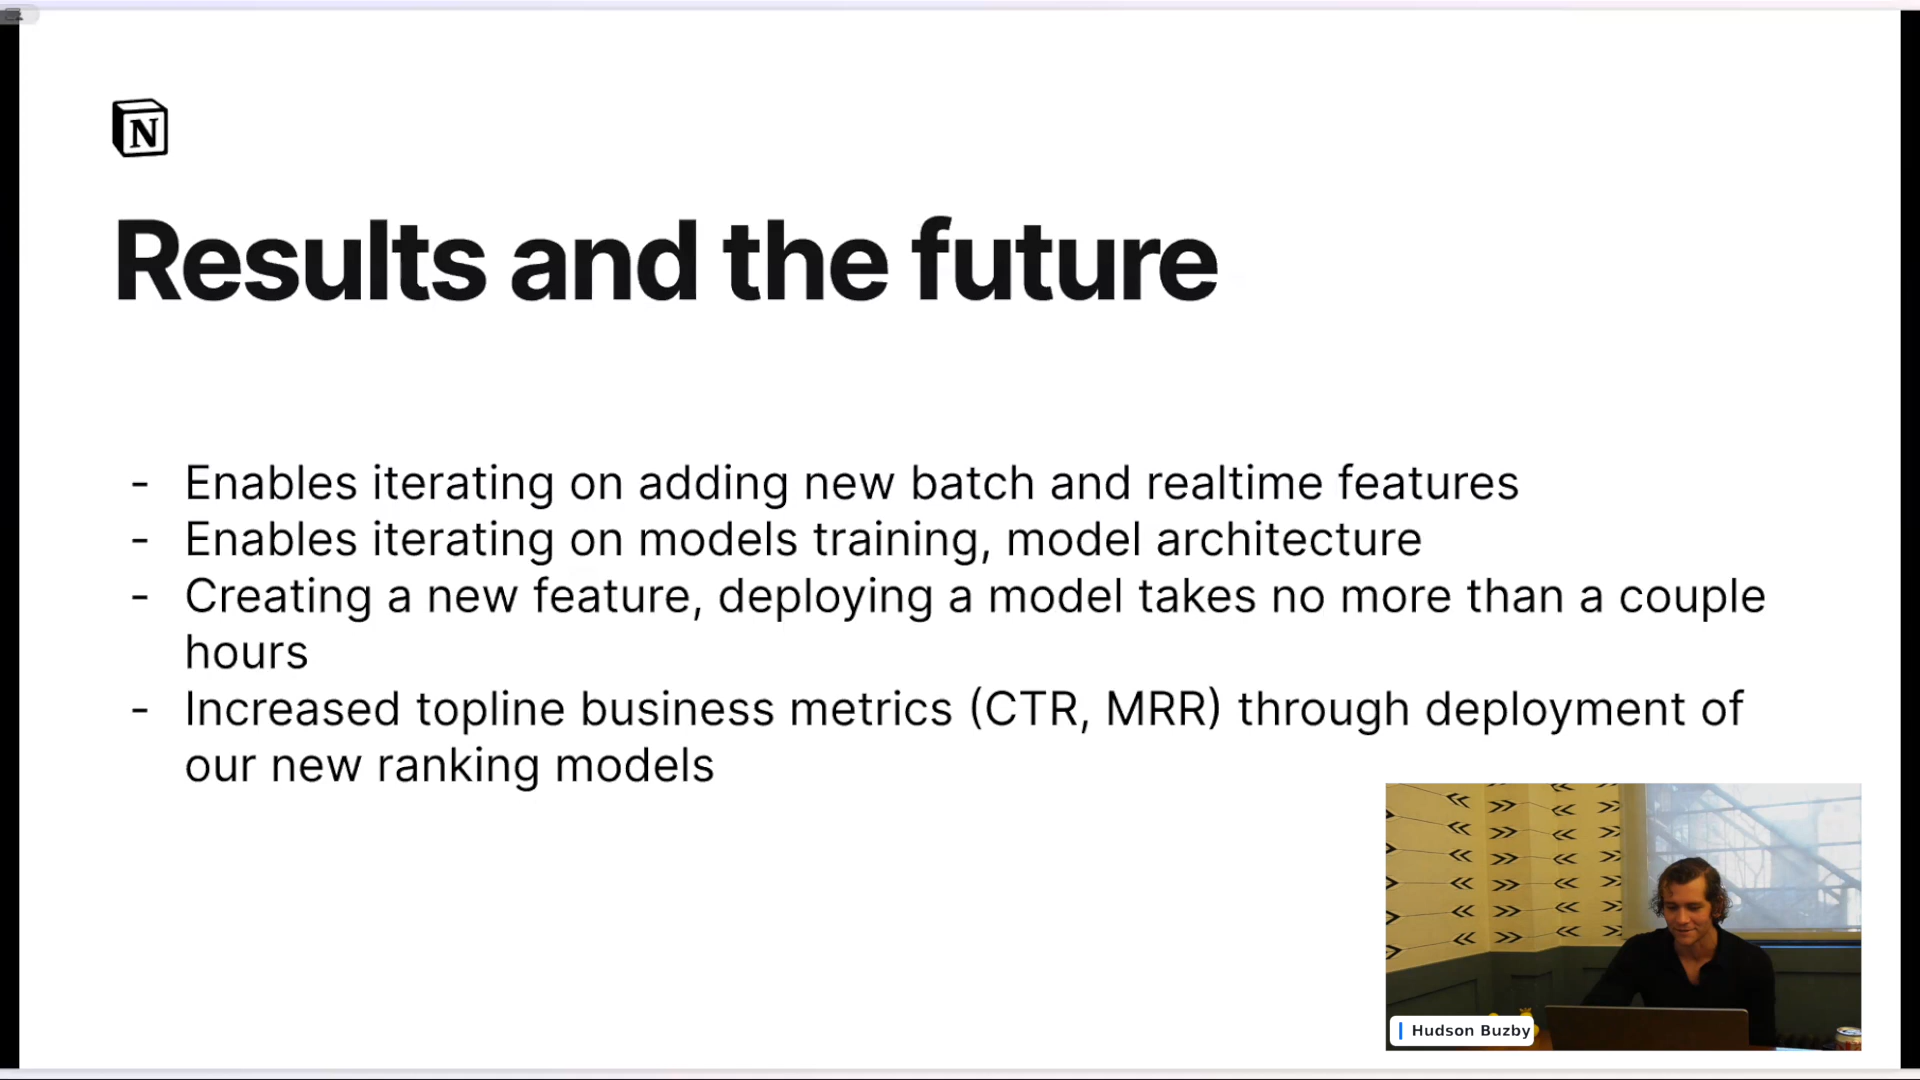 N
Results and the future
- Enables iterating on adding new batch and realtime features
- Enables iterating on models training, model architecture
- Creating a new feature, deploying a model takes no more than a couple
hours
- Increased topline business metrics (CTR, MRR) through deployment of
our new ranking models
Hudson Buzby